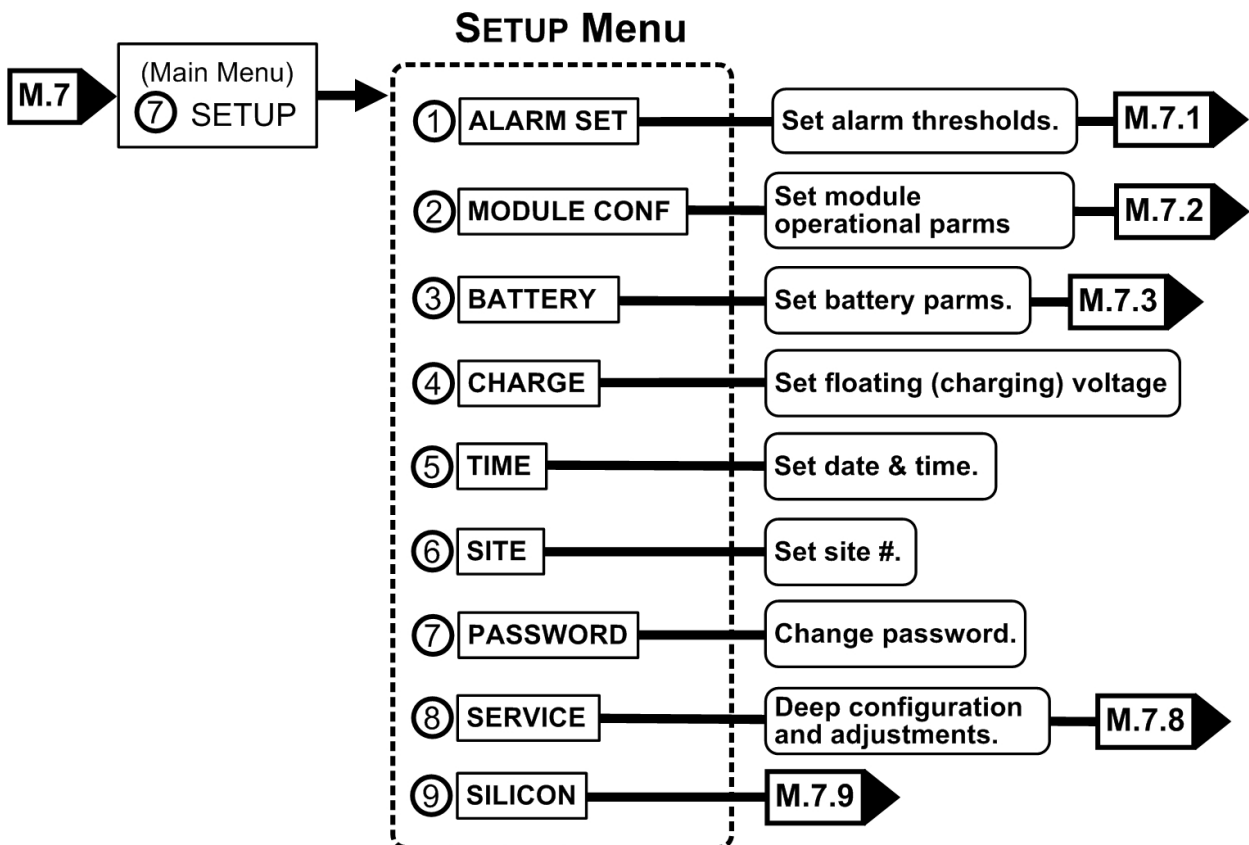 SETUP Menu
M.7
(Main Menu)
7 SETUP
1 ALARM SET Set alarm thresholds. M.7.1
2 MODULE CONF Set module
operational parms M.7.2
3 BATTERY Set battery parms. M.7.3
4 CHARGE Set floating (charging) voltage
5 TIME Set date & time.
6 SITE Set site #.
7 PASSWORD Change password.
8 SERVICE Deep configuration
and adjustments. M.7.8
9 SILICON M.7.9